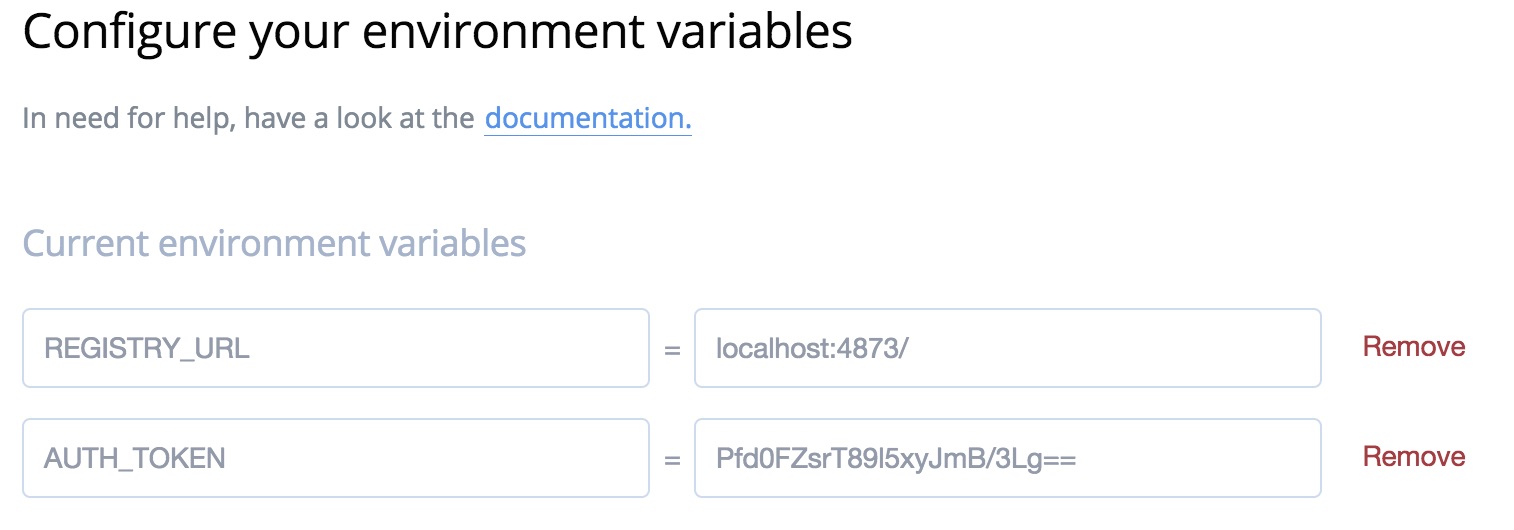 Configure your environment variables
In need for help, have a look at the documentation.
Current environment variables
REGISTRY_URL = localhost:4873/ Remove
AUTH_TOKEN = Pfd0FZsrT89l5xyJmB/3Lg== Remove